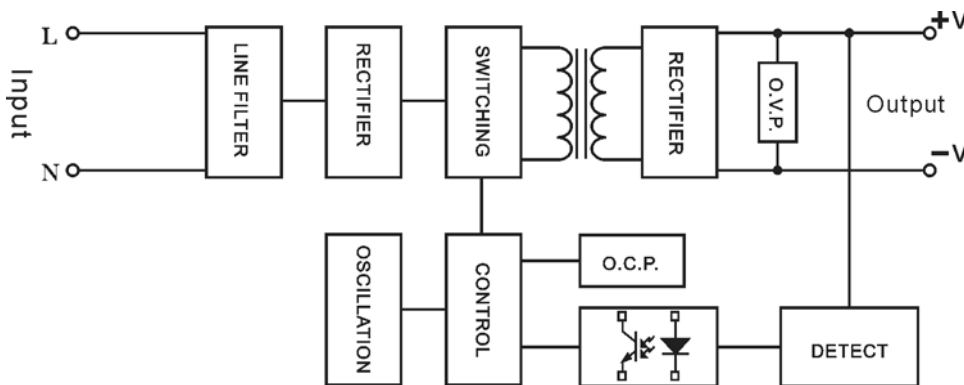 Input
L
N
LINE FILTER
RECTIFIER
SWITCHING
RECTIFIER
O.V.P.
+V
Output
−V
OSCILLATION
CONTROL
O.C.P.
DETECT